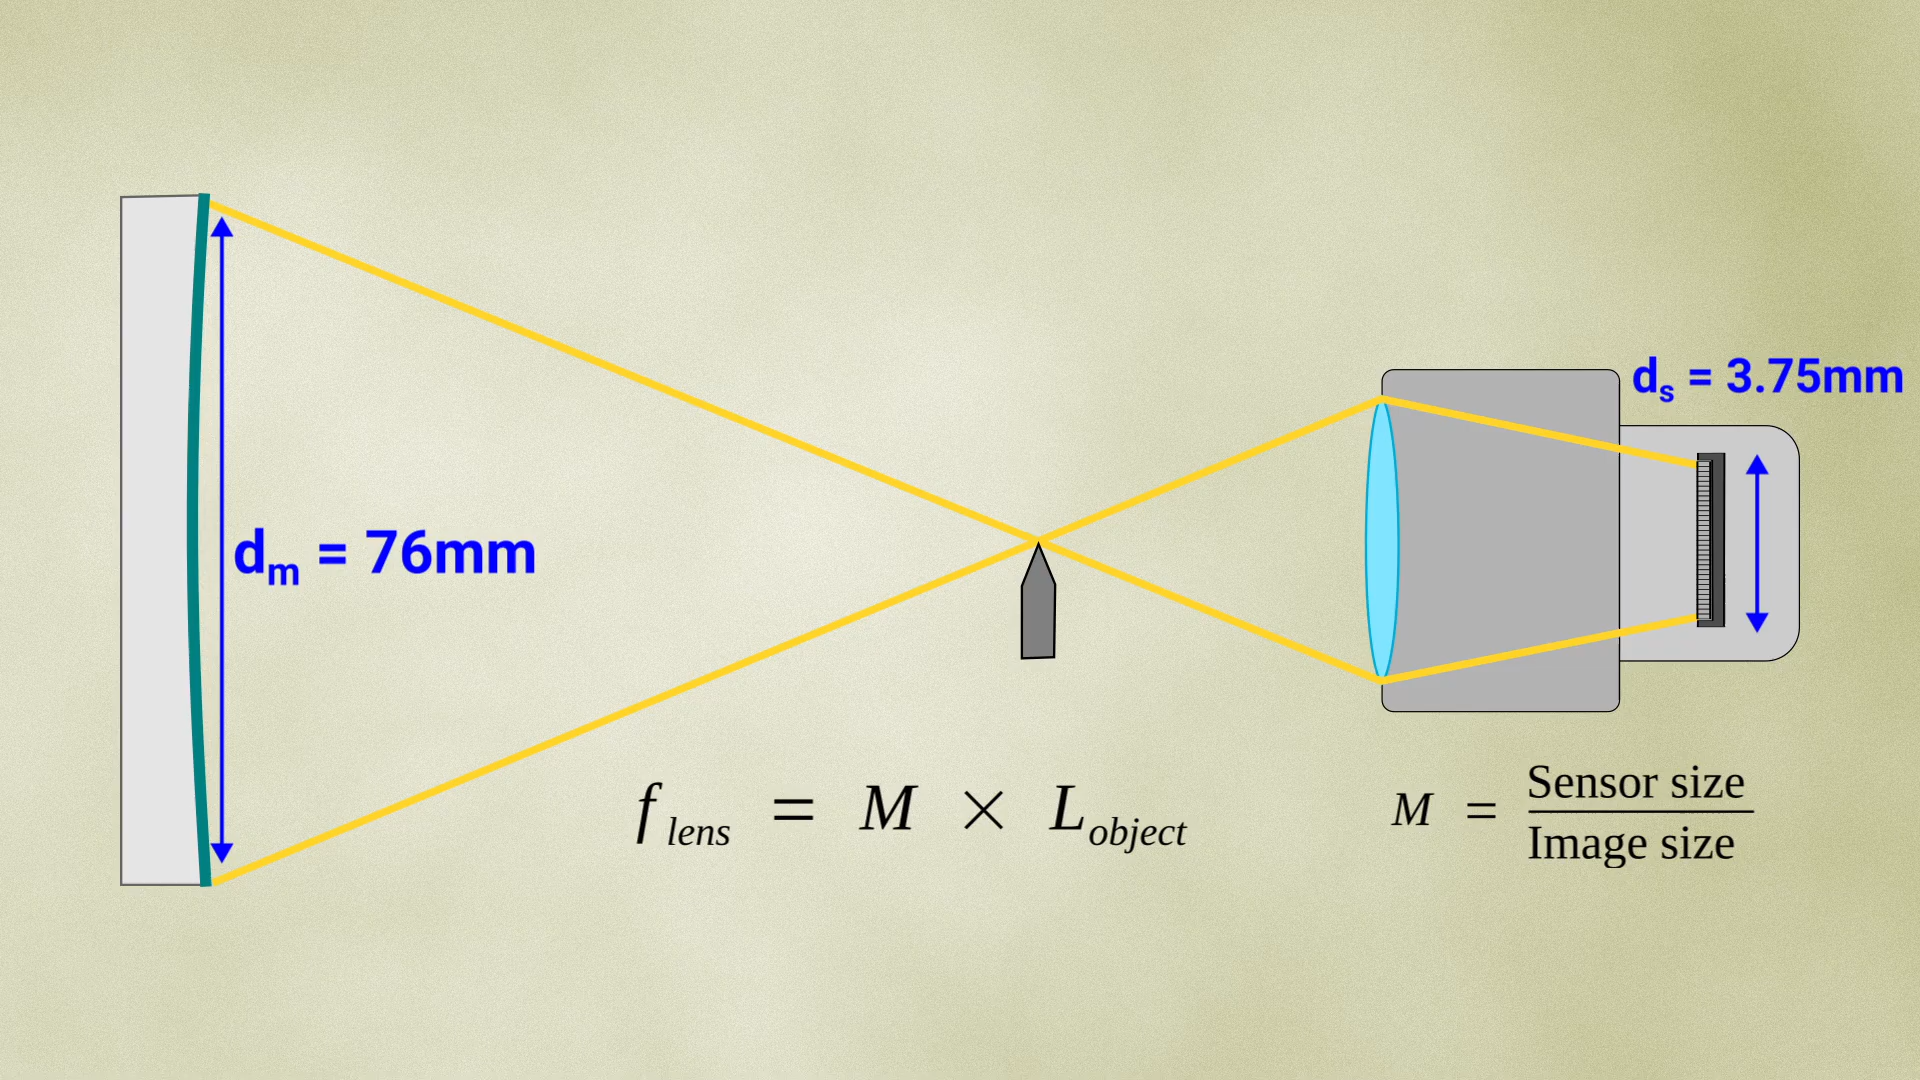 d_s = 3.75mm
d_m = 76mm
f_lens = M × L_object
M = Sensor size / Image size